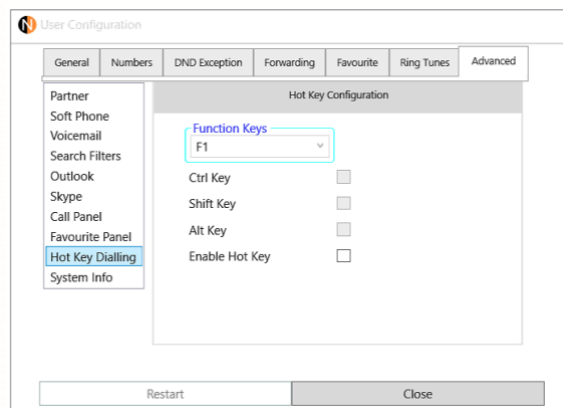 User Configuration
General Numbers DND Exception Forwarding Favourite Ring Tunes Advanced
Partner
Soft Phone
Voicemail
Search Filters
Outlook
Skype
Call Panel
Favourite Panel
Hot Key Dialling
System Info
Hot Key Configuration
Function Keys
F1
Ctrl Key
Shift Key
Alt Key
Enable Hot Key
Restart Close